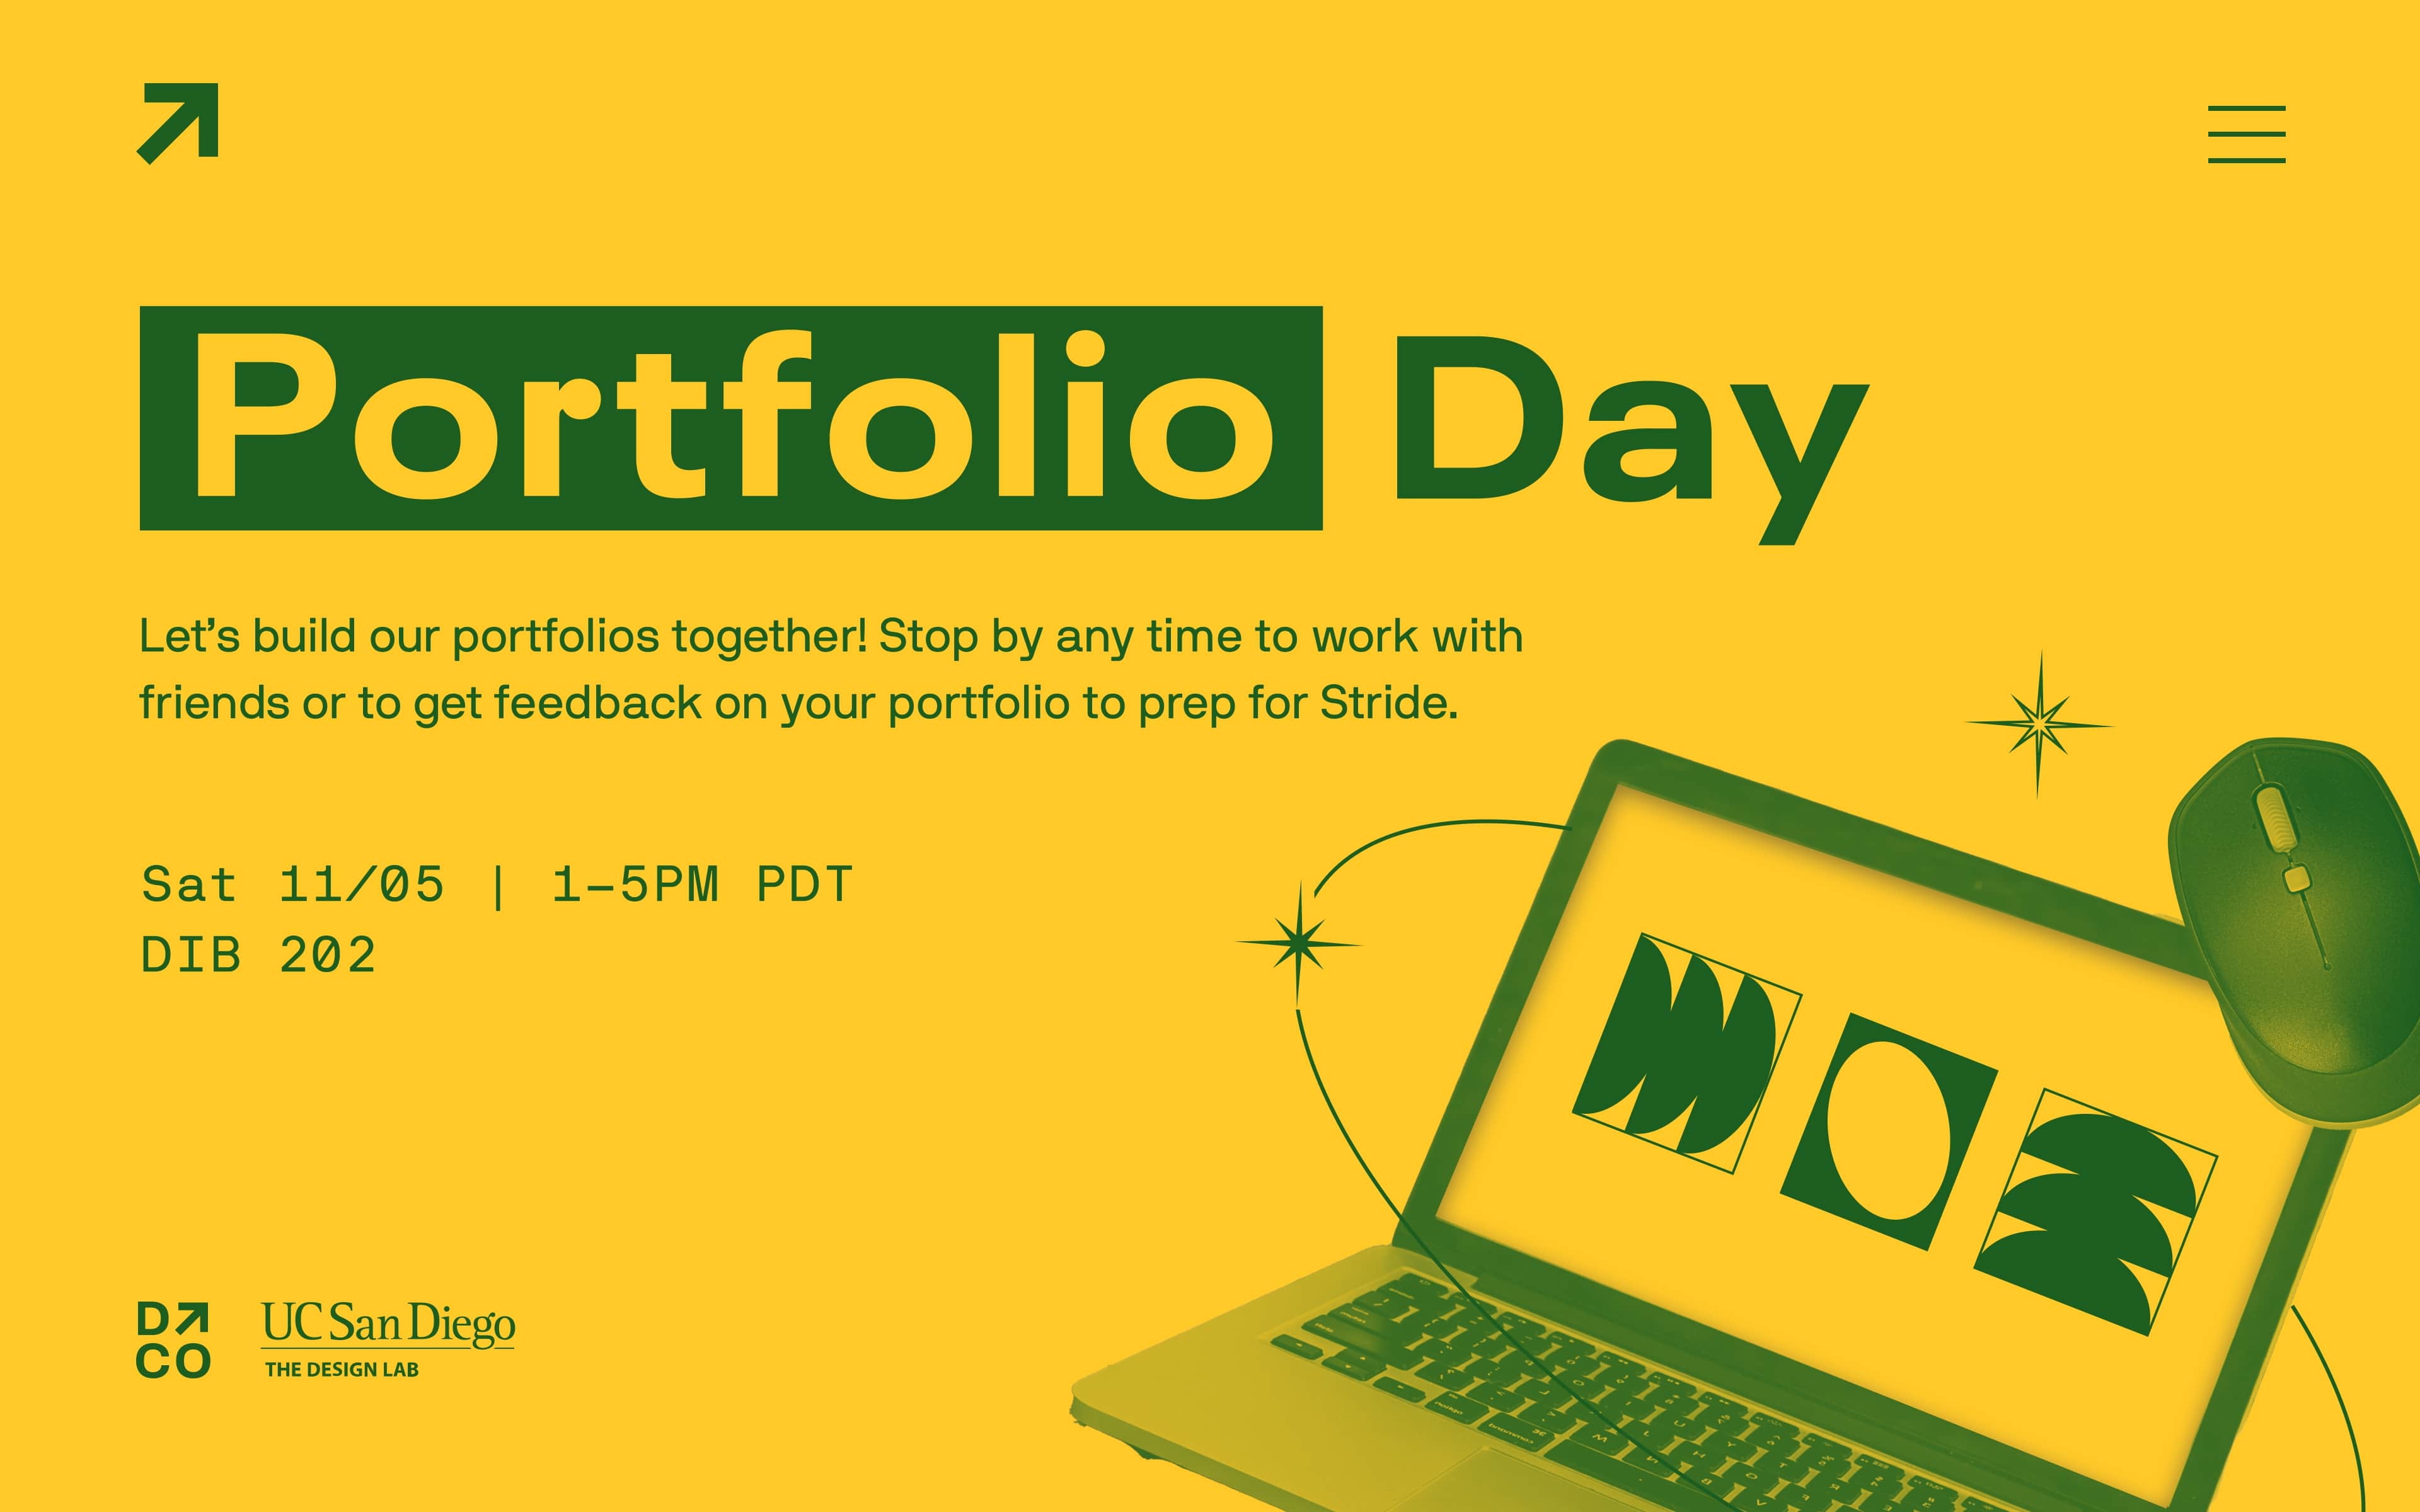 Portfolio Day
Let’s build our portfolios together! Stop by any time to work with
friends or to get feedback on your portfolio to prep for Stride.
Sat 11/05 | 1–5PM PDT
DIB 202
D
CO
UC San Diego
THE DESIGN LAB